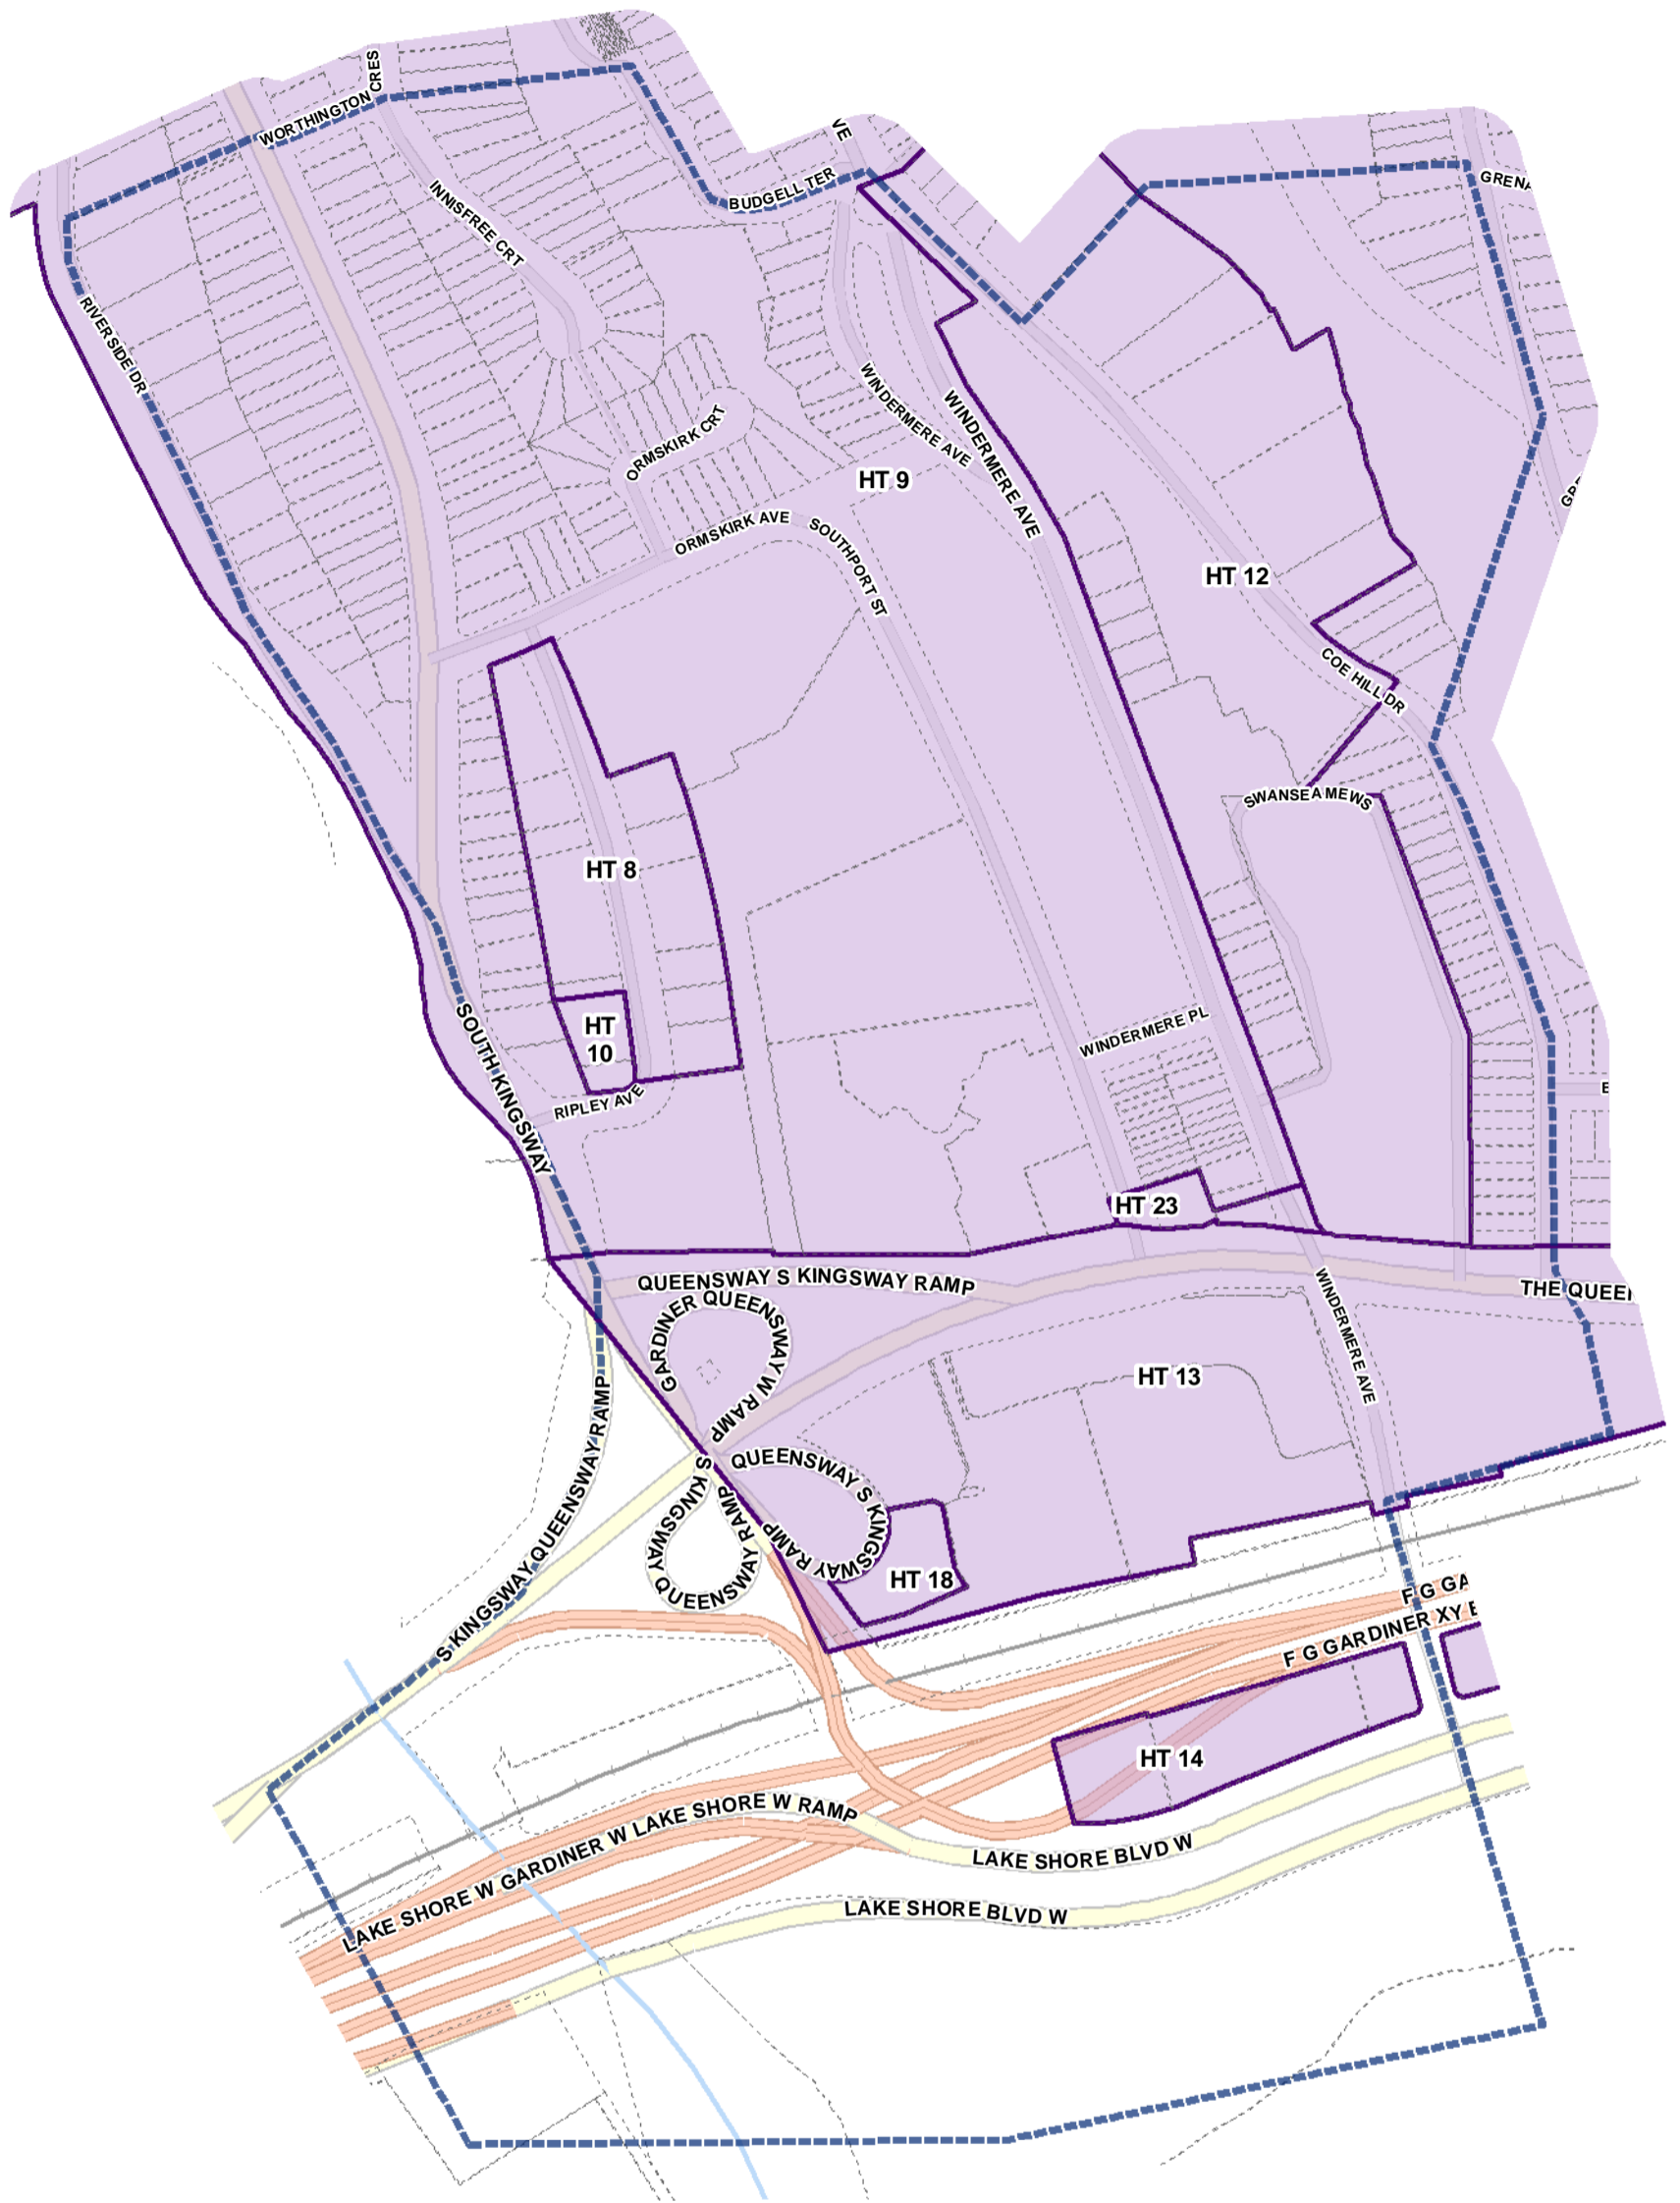 WORTHINGTON CRES
VE
BUDGELL TER
GRENA
INNISFREE CRT
RIVERSIDE DR
WINDERMERE AVE
WINDERMERE AVE
ORMSKIRK CRT
HT 9
ORMSKIRK AVE
SOUTHPORT ST
HT 12
COE HILL DR
SWANSEA MEWS
HT 8
SOUTH KINGSWAY
HT
10
WINDERMERE PL
RIPLEY AVE
HT 23
QUEENSWAY S KINGSWAY RAMP
THE QUEE
GARDINER QUEENSWAY W RAMP
WINDERMERE AVE
HT 13
S KINGSWAY QUEENSWAY RAMP
QUEENSWAY S KINGSWAY RAMP
S KINGSWAY QUEENSWAY RAMP
HT 18
F G GA
F G GARDINER XY E
HT 14
LAKE SHORE W GARDINER W LAKE SHORE W RAMP
LAKE SHORE BLVD W
LAKE SHORE BLVD W